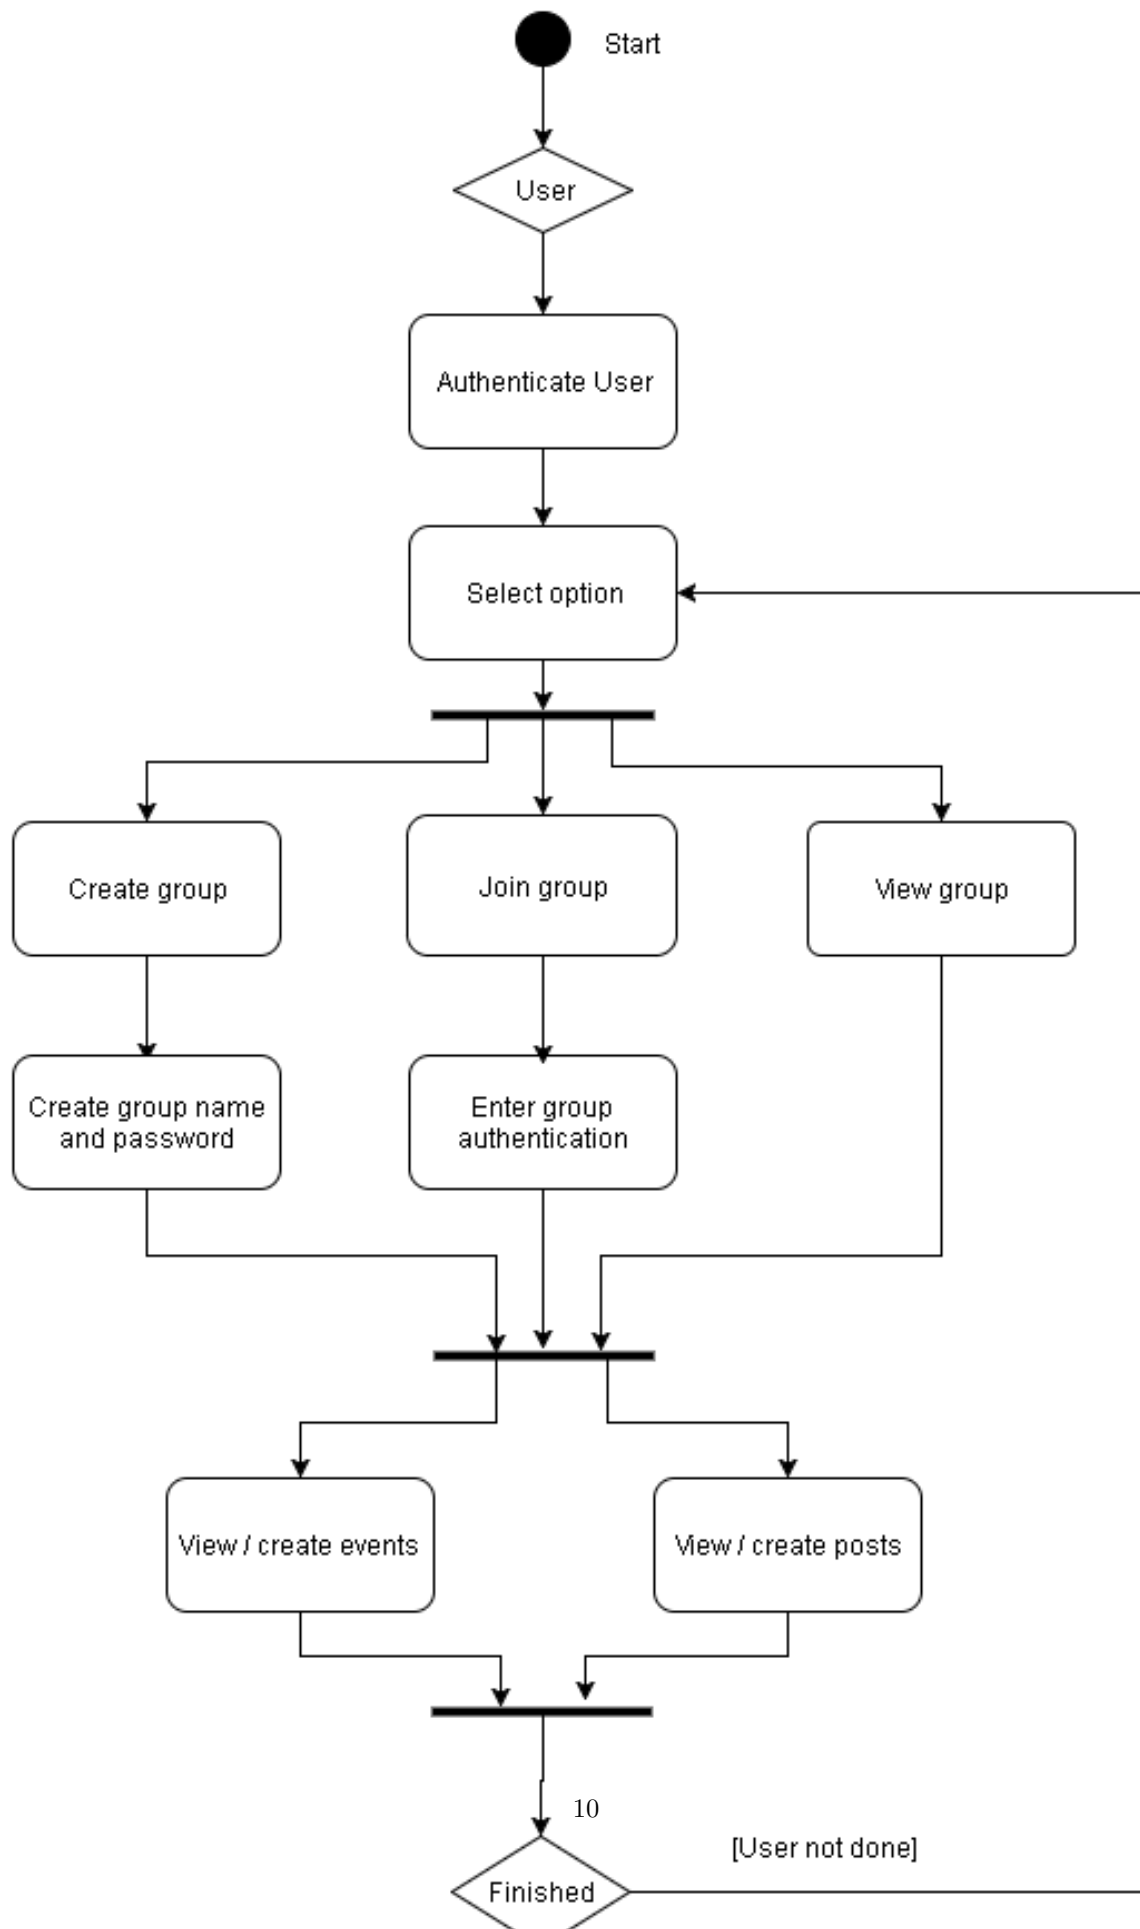 Start
User
Authenticate User
Select option
Create group
Join group
View group
Create group name
and password
Enter group
authentication
View / create events
View / create posts
10
[User not done]
Finished